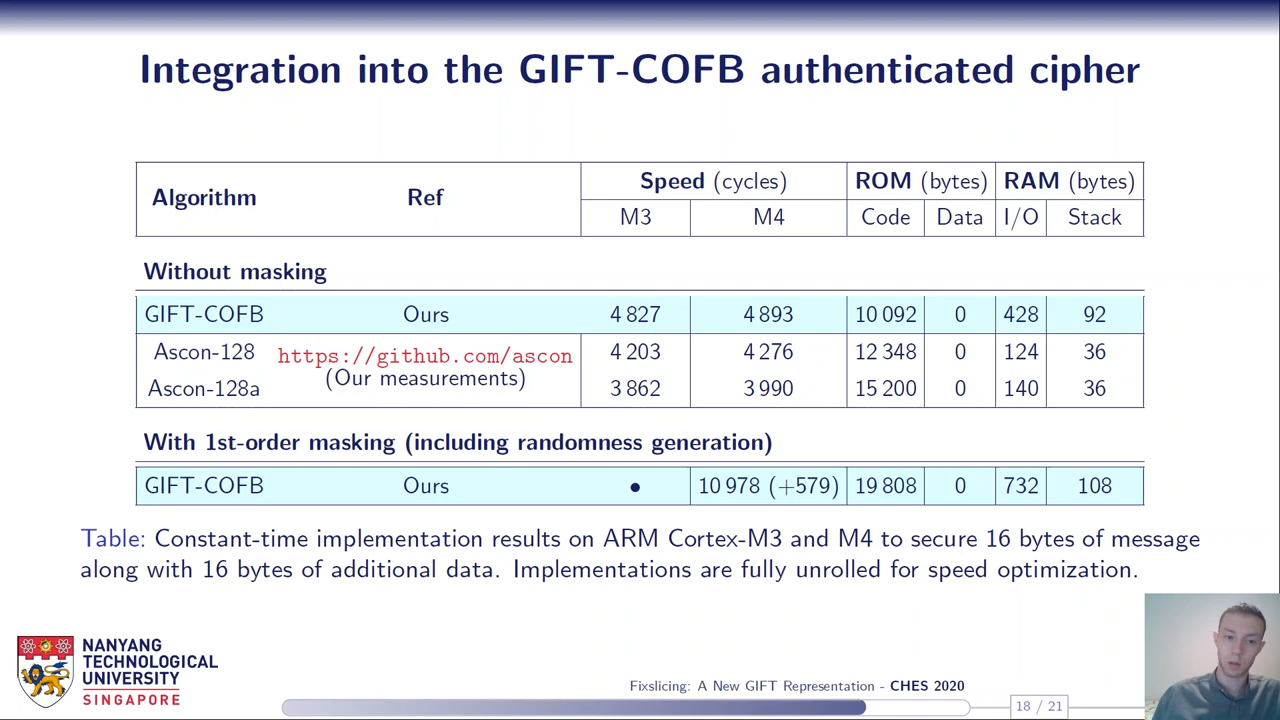 Integration into the GIFT-COFB authenticated cipher
Algorithm Ref Speed (cycles) ROM (bytes) RAM (bytes)
M3 M4 Code Data I/O Stack
Without masking
GIFT-COFB Ours 4 827 4 893 10 092 0 428 92
Ascon-128 https://github.com/ascon 4 203 4 276 12 348 0 124 36
(Our measurements)
Ascon-128a 3 862 3 990 15 200 0 140 36
With 1st-order masking (including randomness generation)
GIFT-COFB Ours • 10 978 (+579) 19 808 0 732 108
Table: Constant-time implementation results on ARM Cortex-M3 and M4 to secure 16 bytes of message
along with 16 bytes of additional data. Implementations are fully unrolled for speed optimization.
NANYANG
TECHNOLOGICAL
UNIVERSITY
SINGAPORE
Fixslicing: A New GIFT Representation - CHES 2020
18 / 21